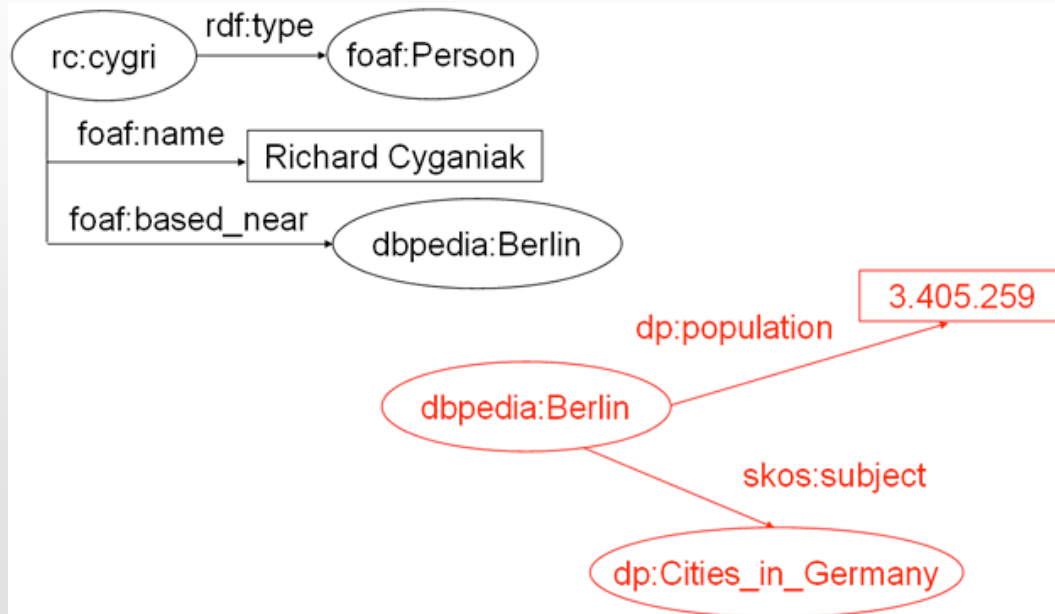 rdf:type
rc:cygri
foaf:Person
foaf:name
Richard Cyganiak
foaf:based_near
dbpedia:Berlin
3.405.259
dp:population
dbpedia:Berlin
skos:subject
dp:Cities_in_Germany